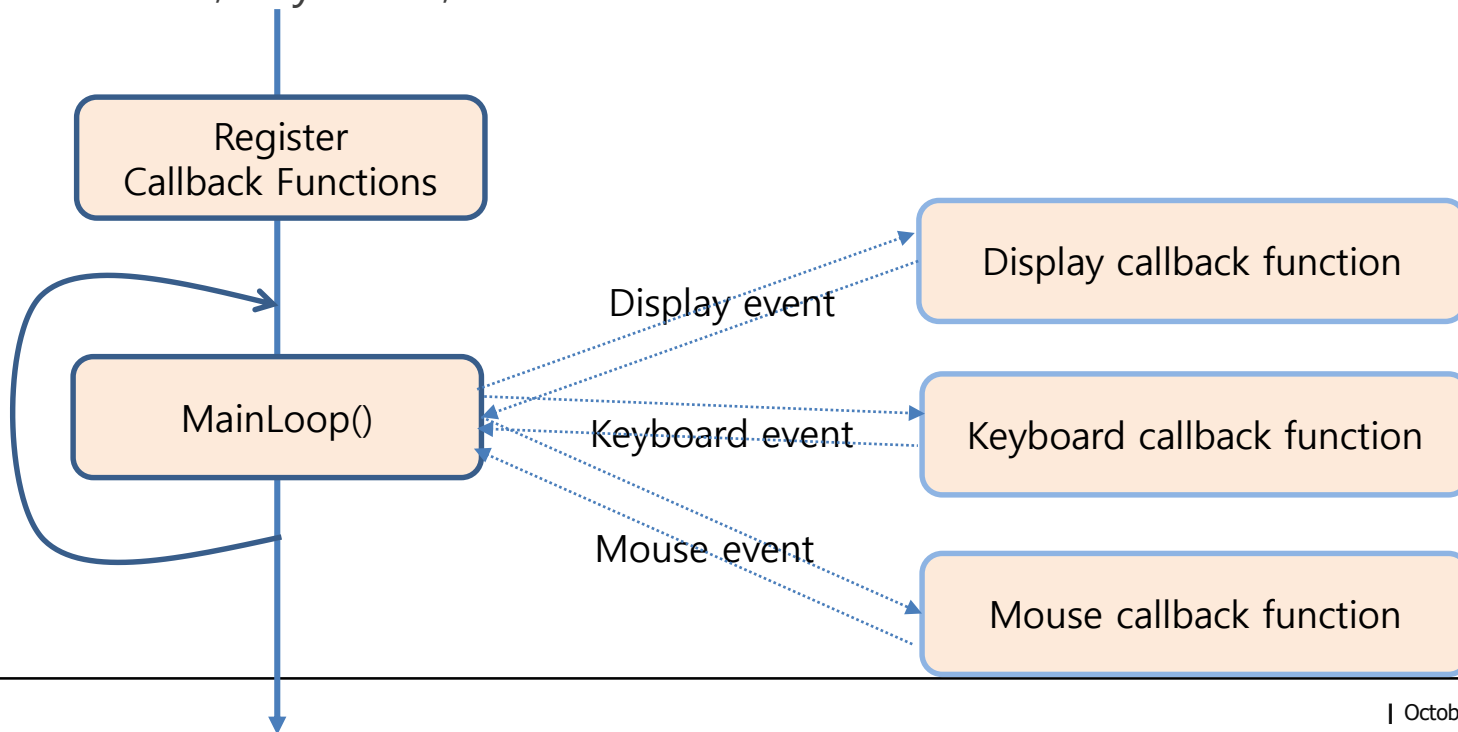 Register
Callback Functions
Display callback function
Display event
MainLoop()
Keyboard event
Keyboard callback function
Mouse event
Mouse callback function
| Octob